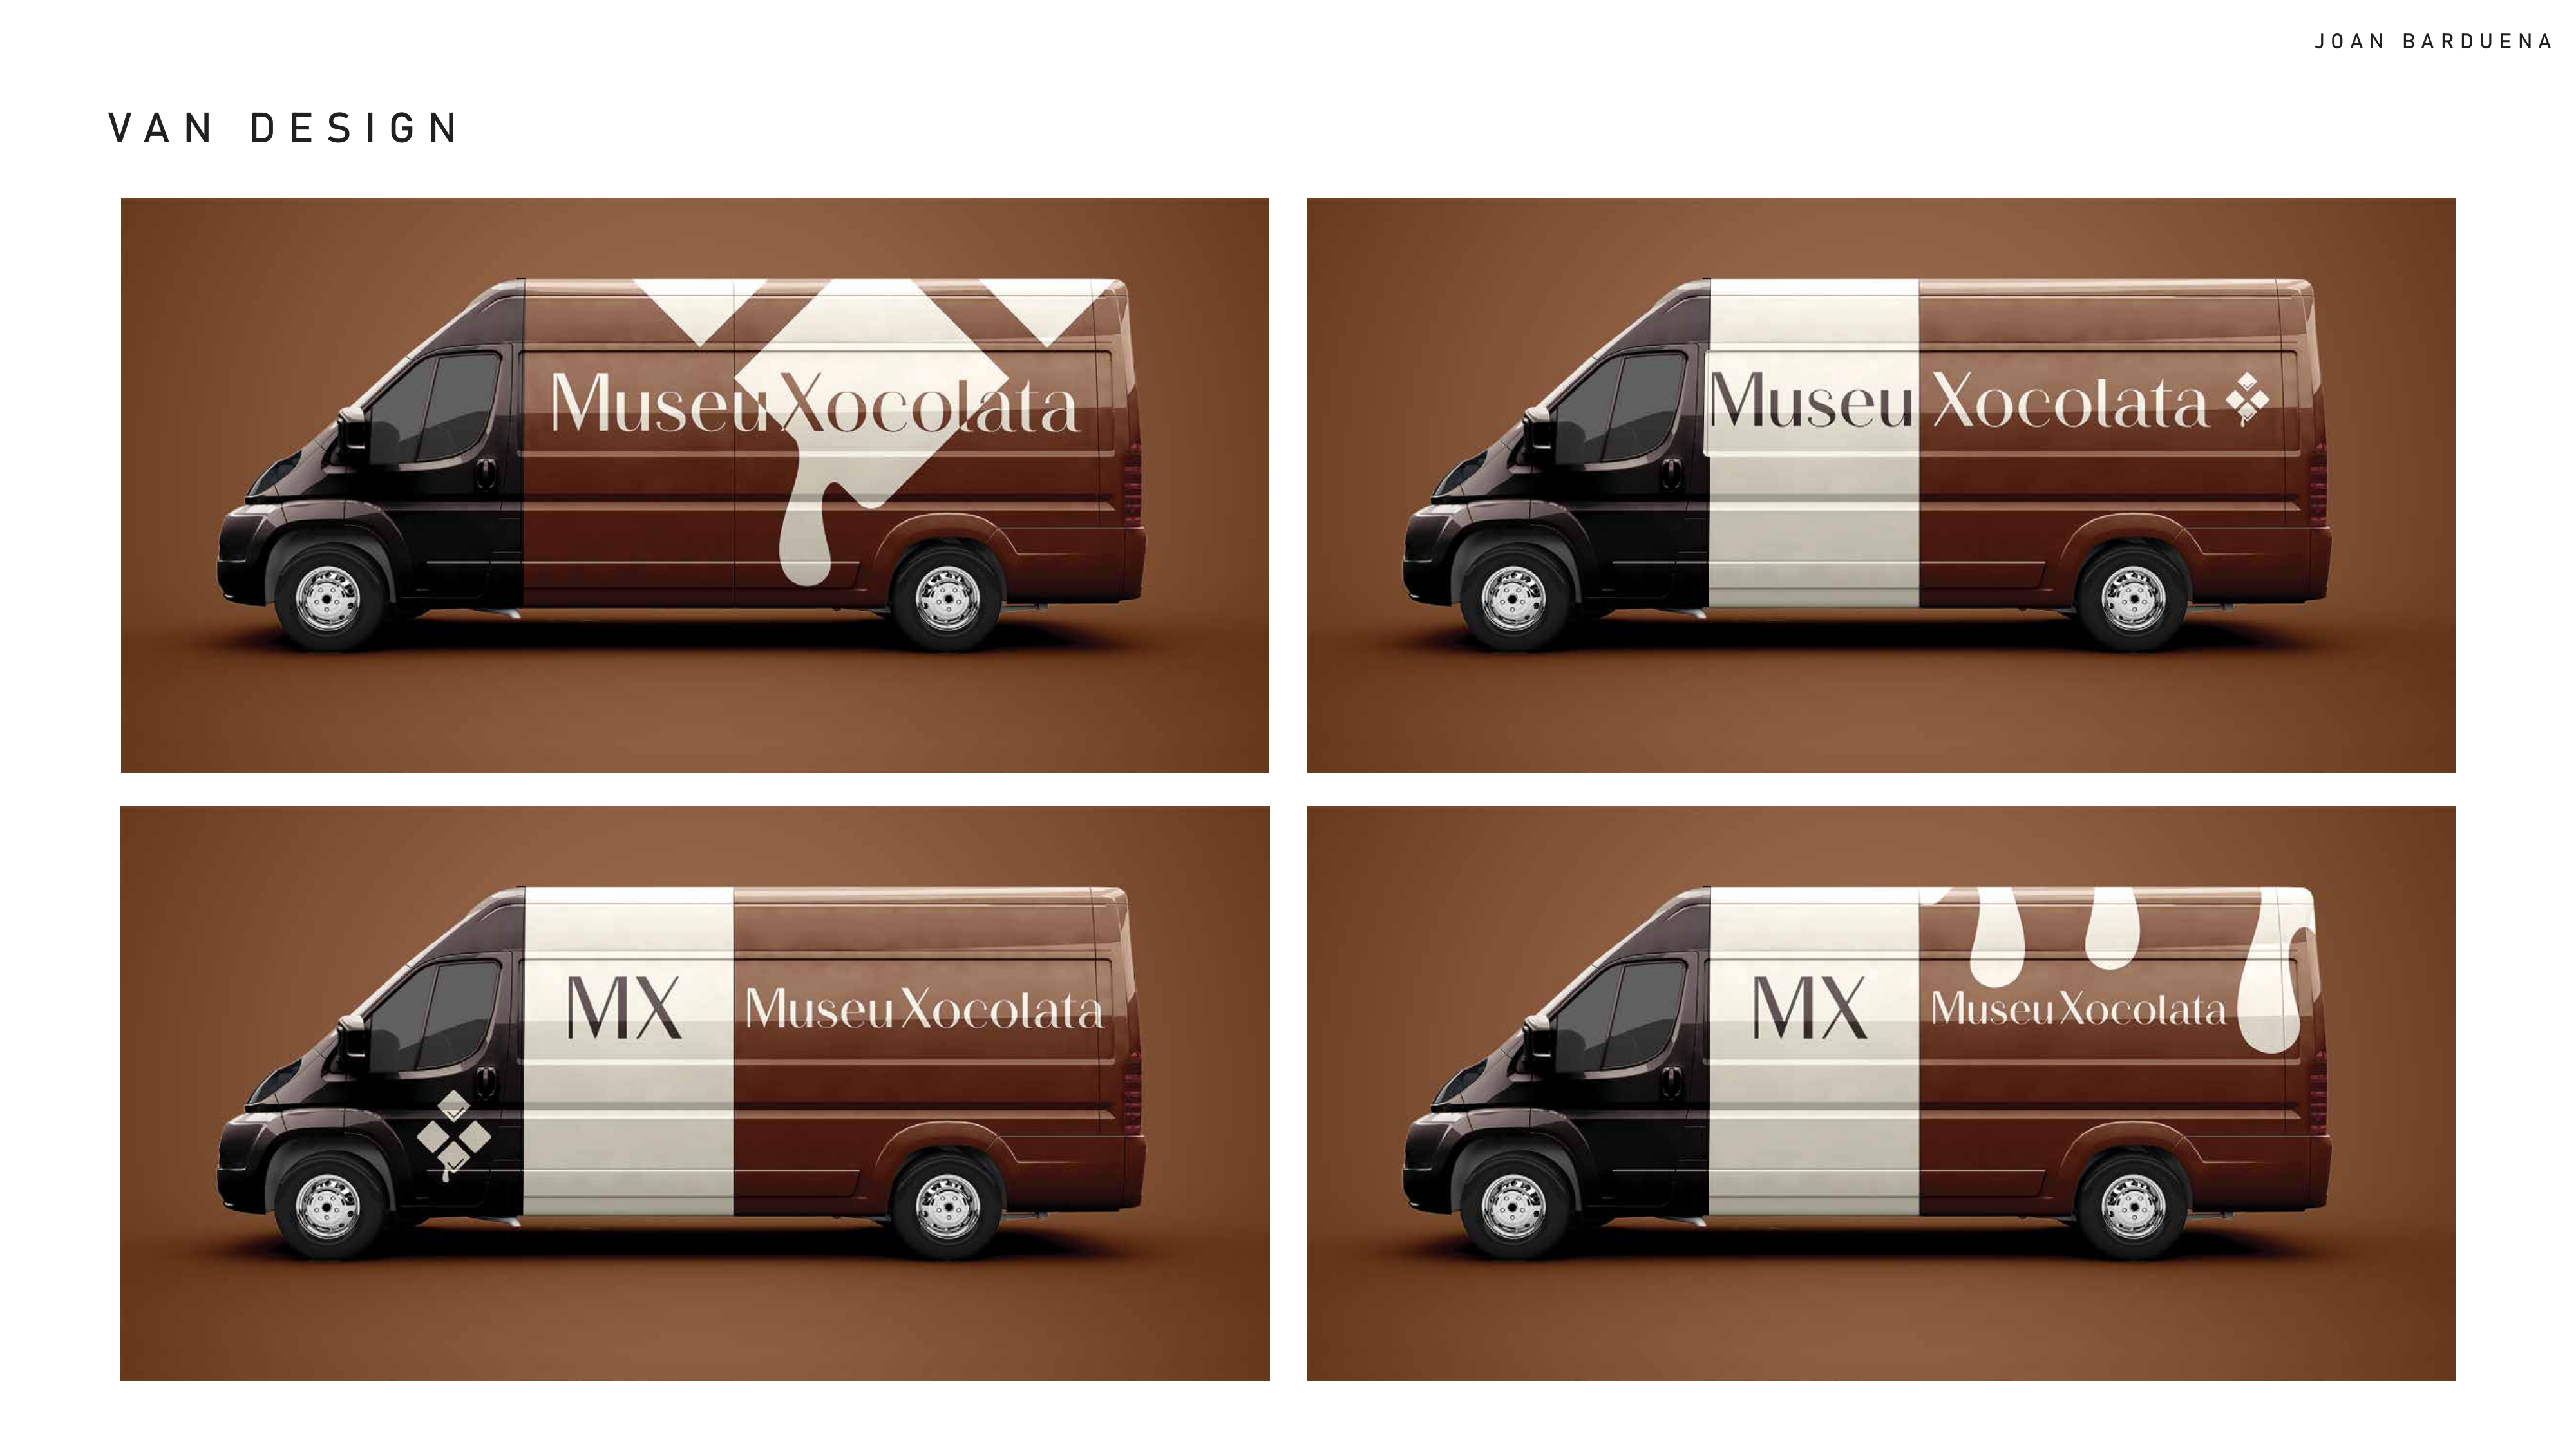 JOAN BARDUENA
VAN DESIGN
MuseuXocolata
Museu Xocolata
MX
MuseuXocolata
MX
MuseuXocolata